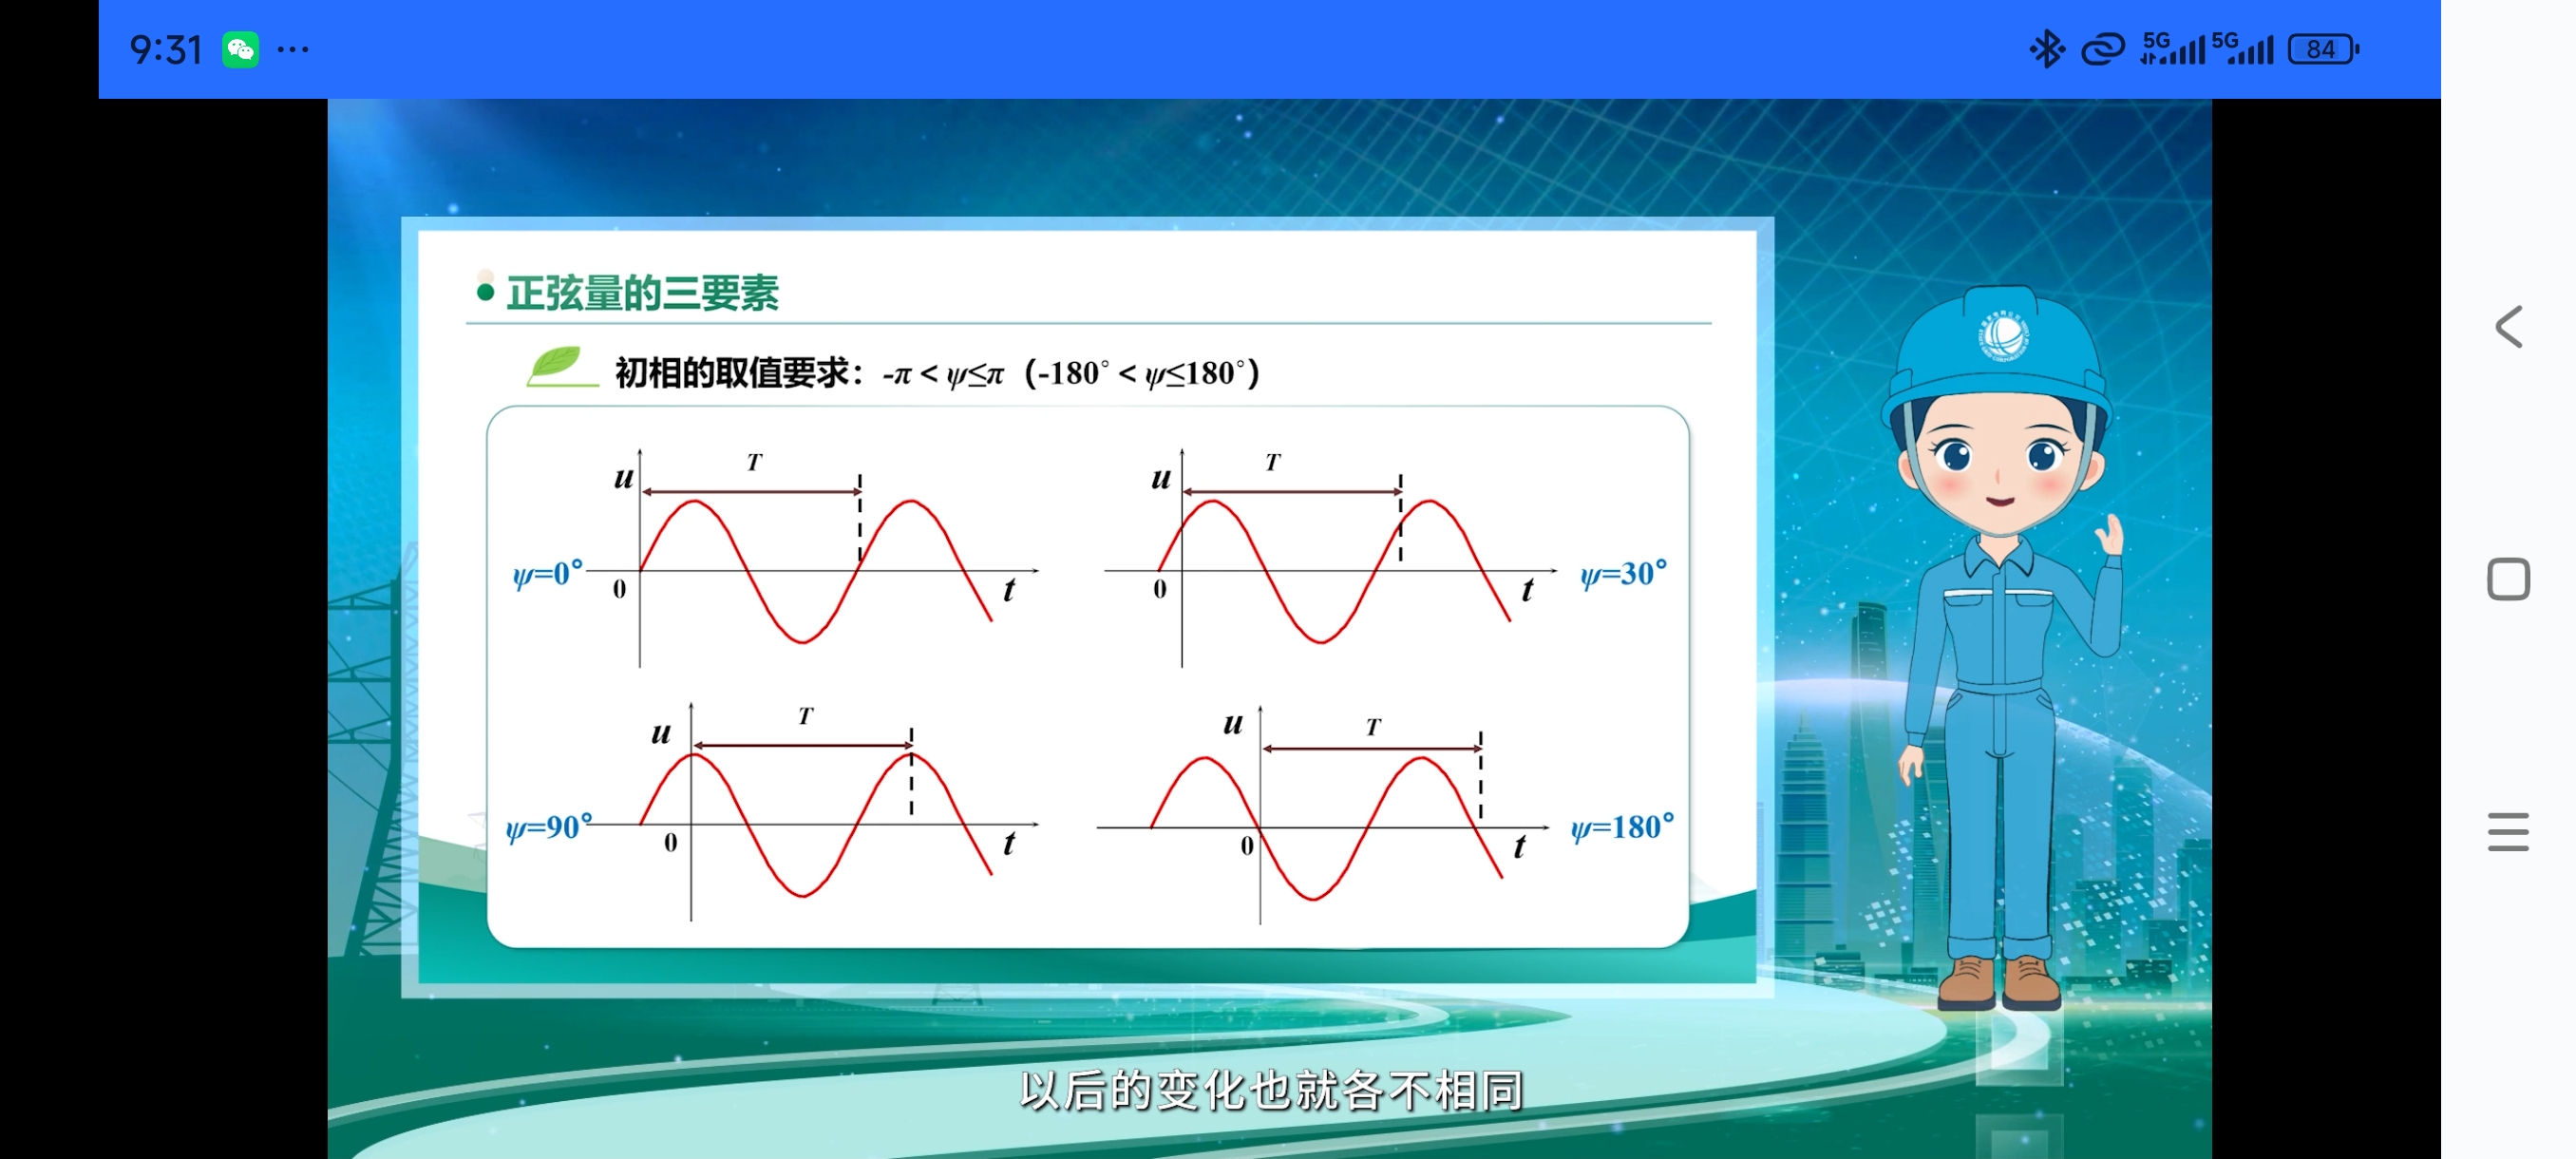 9:31 ··· 5G 5G 84
正弦量的三要素
初相的取值要求：-π < ψ≤π（-180° < ψ≤180°）
u T
ψ=0° 0 t
u T
0 t ψ=30°
u T
ψ=90° 0 t
u T
0 t ψ=180°
以后的变化也就各不相同